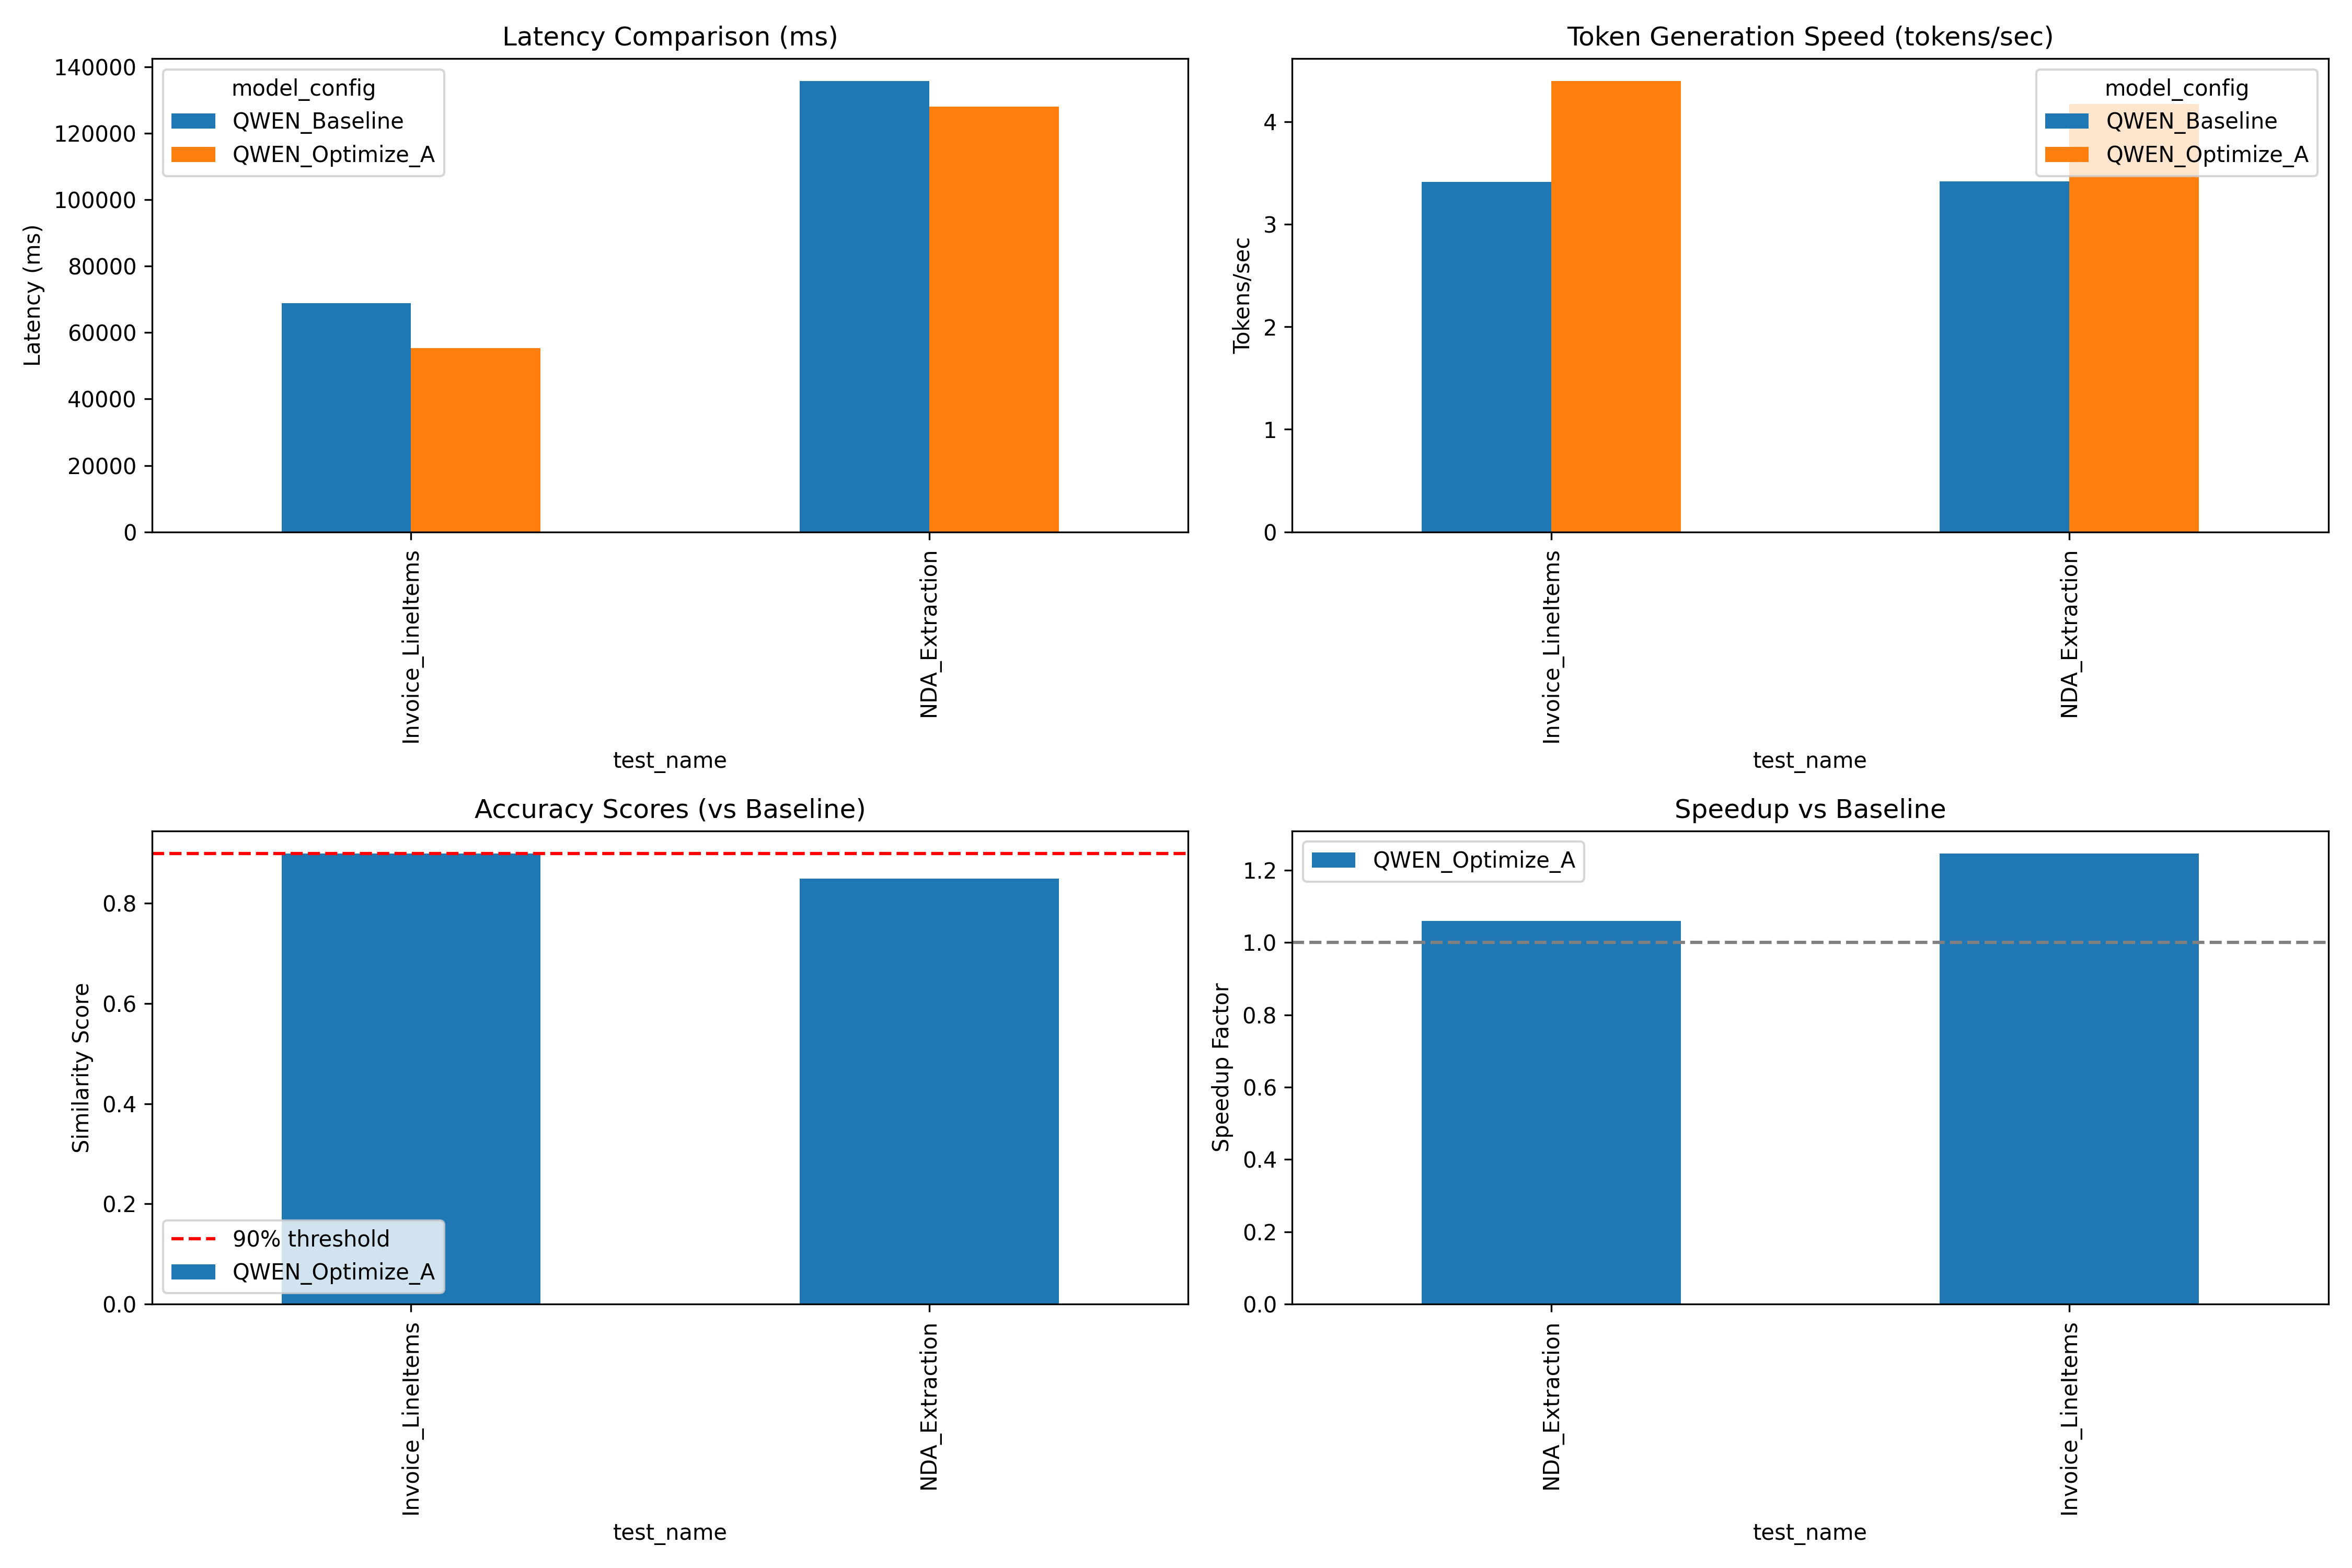 Latency Comparison (ms)
Latency (ms)
140000
120000
100000
80000
60000
40000
20000
0
model_config
QWEN_Baseline
QWEN_Optimize_A
Invoice_LineItems
NDA_Extraction
test_name
Token Generation Speed (tokens/sec)
Tokens/sec
4
3
2
1
0
model_config
QWEN_Baseline
QWEN_Optimize_A
Invoice_LineItems
NDA_Extraction
test_name
Accuracy Scores (vs Baseline)
Similarity Score
0.8
0.6
0.4
0.2
0.0
90% threshold
QWEN_Optimize_A
Invoice_LineItems
NDA_Extraction
test_name
Speedup vs Baseline
Speedup Factor
1.2
1.0
0.8
0.6
0.4
0.2
0.0
QWEN_Optimize_A
NDA_Extraction
Invoice_LineItems
test_name